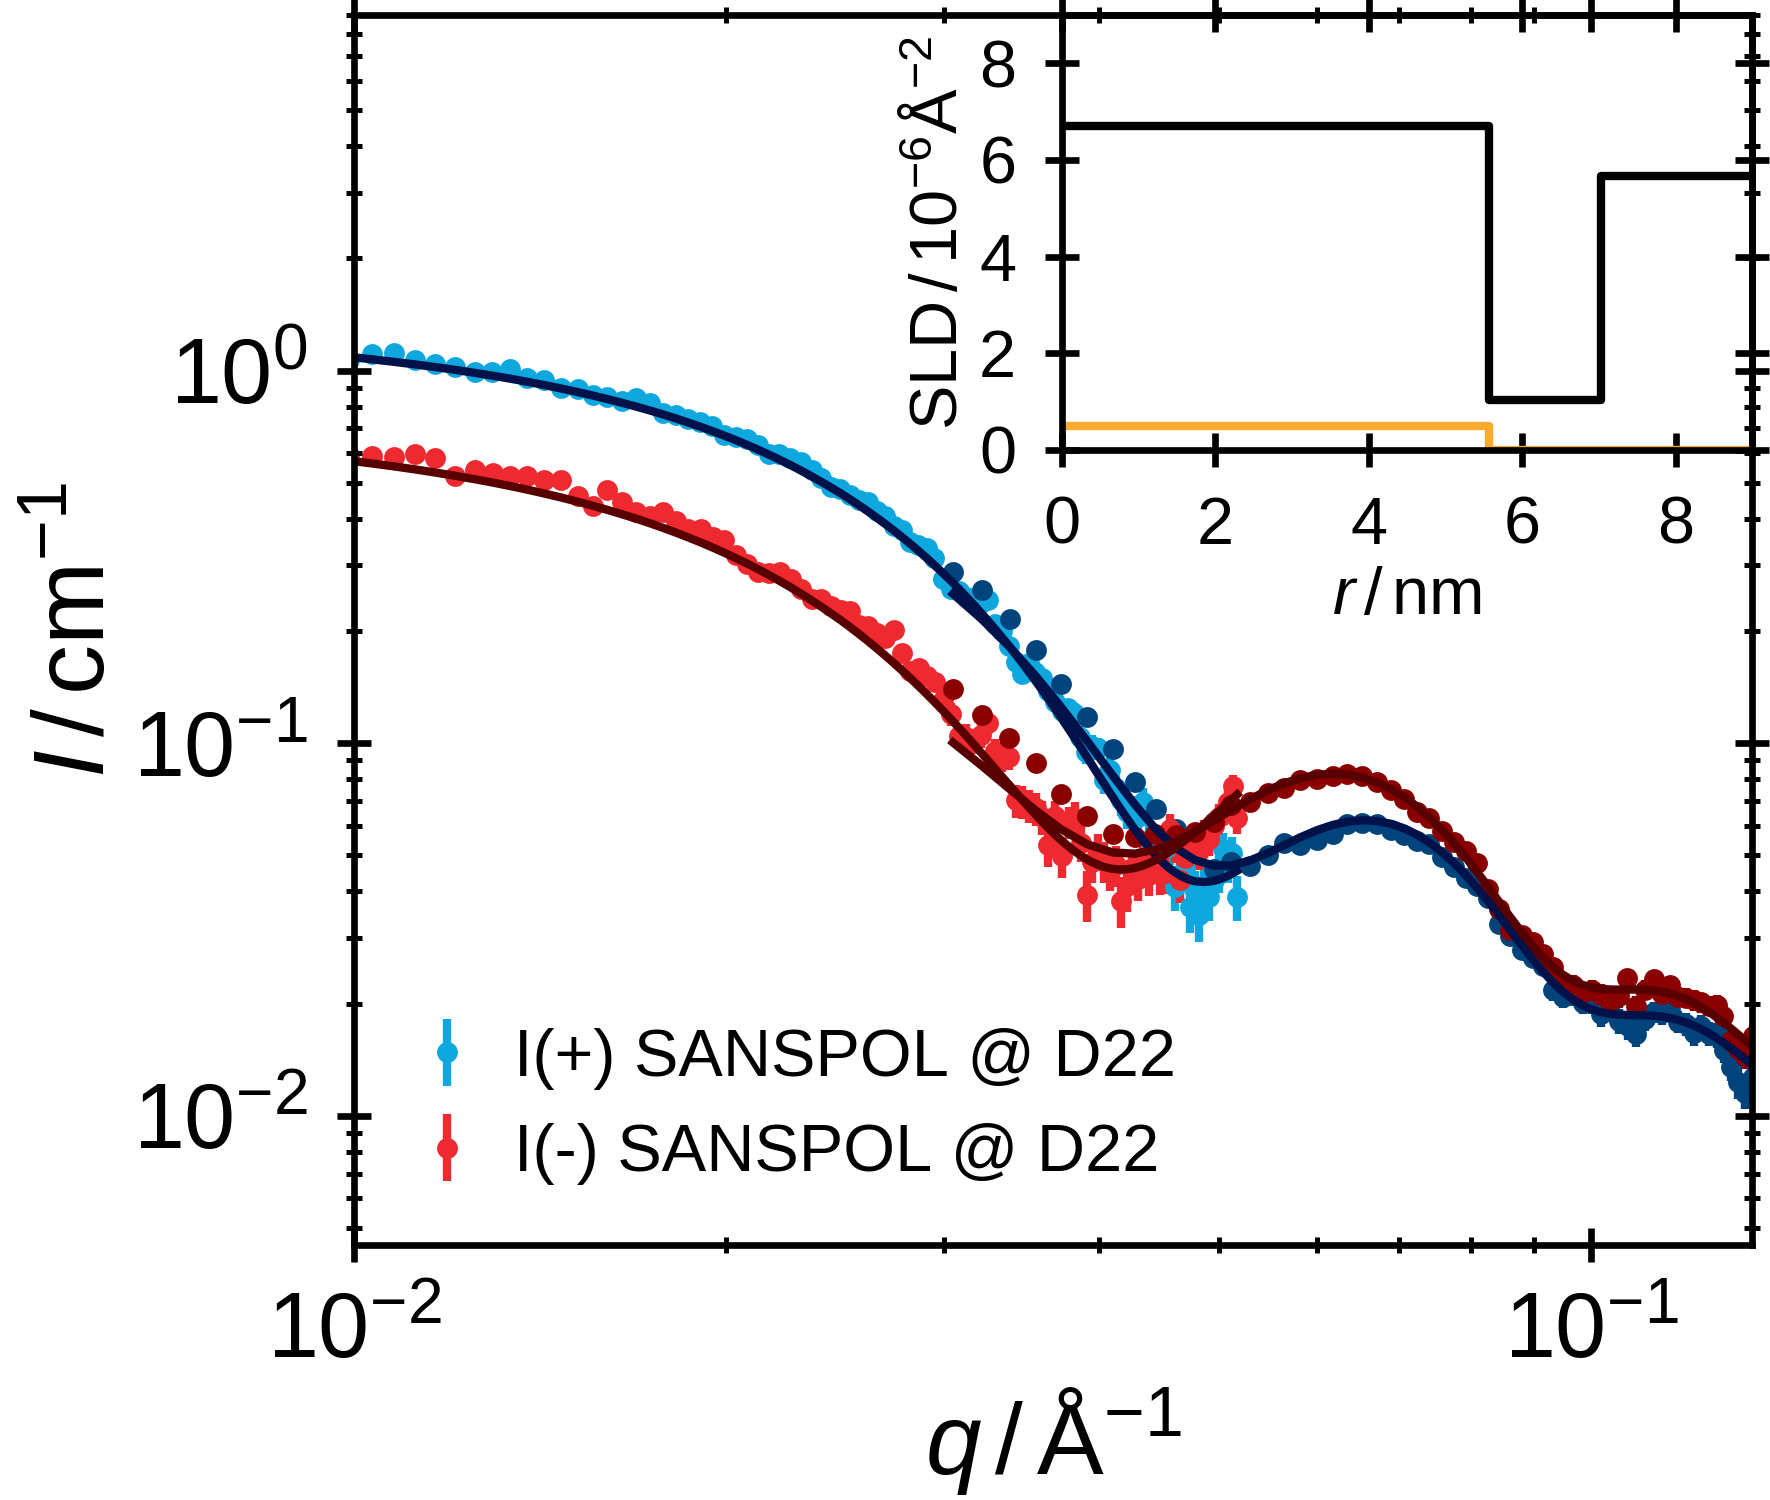 SLD / 10⁻⁶ Å⁻²
8
6
4
2
0
0 2 4 6 8
r / nm
I / cm⁻¹
10⁰
10⁻¹
10⁻²
I(+) SANSPOL @ D22
I(-) SANSPOL @ D22
10⁻² 10⁻¹
q / Å⁻¹